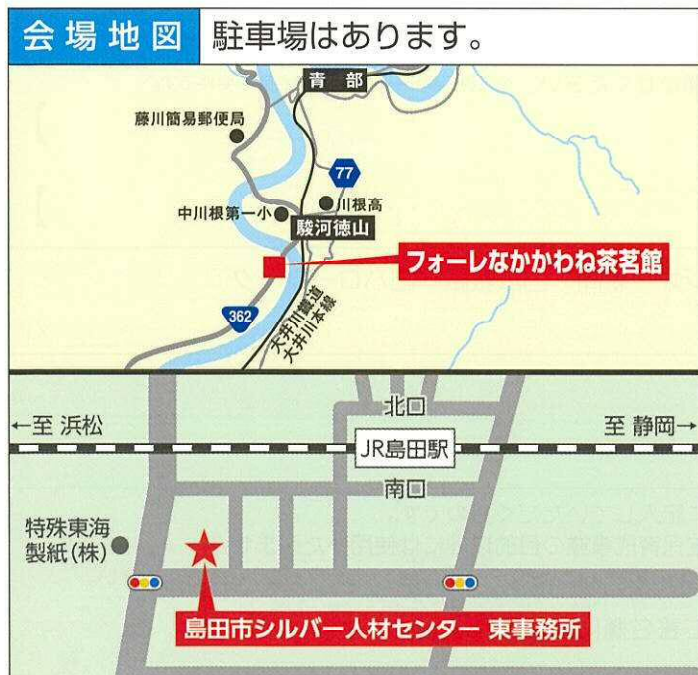 会場地図 駐車場はあります。
青部
藤川簡易郵便局
77
川根高
中川根第一小
駿河徳山
フォーレなかかわね茶茗館
362
大井川鐵道
大井川本線
北口
←至 浜松
至 静岡→
JR島田駅
南口
特殊東海
製紙(株)
島田市シルバー人材センター 東事務所